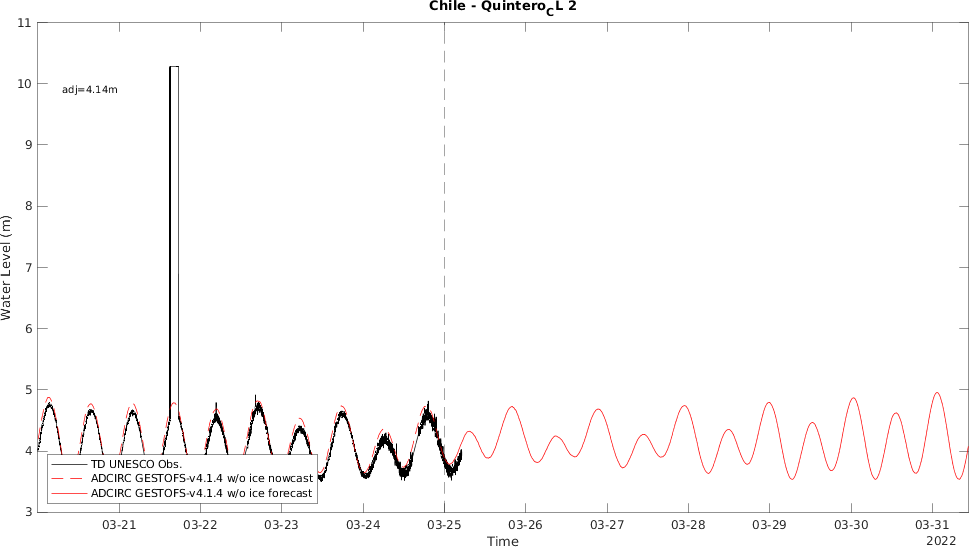 Chile - Quintero_CL 2
11
10
9
8
7
6
5
4
3
Water Level (m)
adj=4.14m
TD UNESCO Obs.
ADCIRC GESTOFS-v4.1.4 w/o ice nowcast
ADCIRC GESTOFS-v4.1.4 w/o ice forecast
03-21 03-22 03-23 03-24 03-25 03-26 03-27 03-28 03-29 03-30 03-31
Time
2022